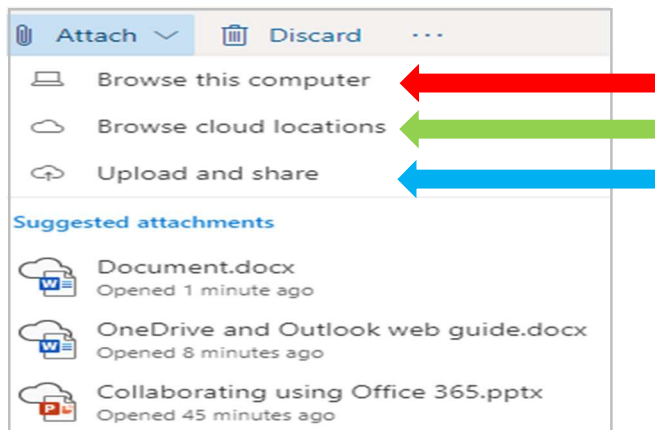 Attach Discard ...
Browse this computer
Browse cloud locations
Upload and share
Suggested attachments
Document.docx
Opened 1 minute ago
OneDrive and Outlook web guide.docx
Opened 8 minutes ago
Collaborating using Office 365.pptx
Opened 45 minutes ago